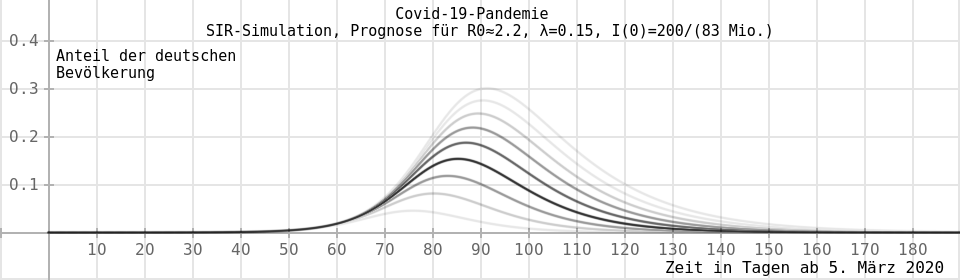 Covid-19-Pandemie
SIR-Simulation, Prognose für R0≈2.2, λ=0.15, I(0)=200/(83 Mio.)
0.4
Anteil der deutschen
Bevölkerung
0.3
0.2
0.1
10 20 30 40 50 60 70 80 90 100 110 120 130 140 150 160 170 180
Zeit in Tagen ab 5. März 2020